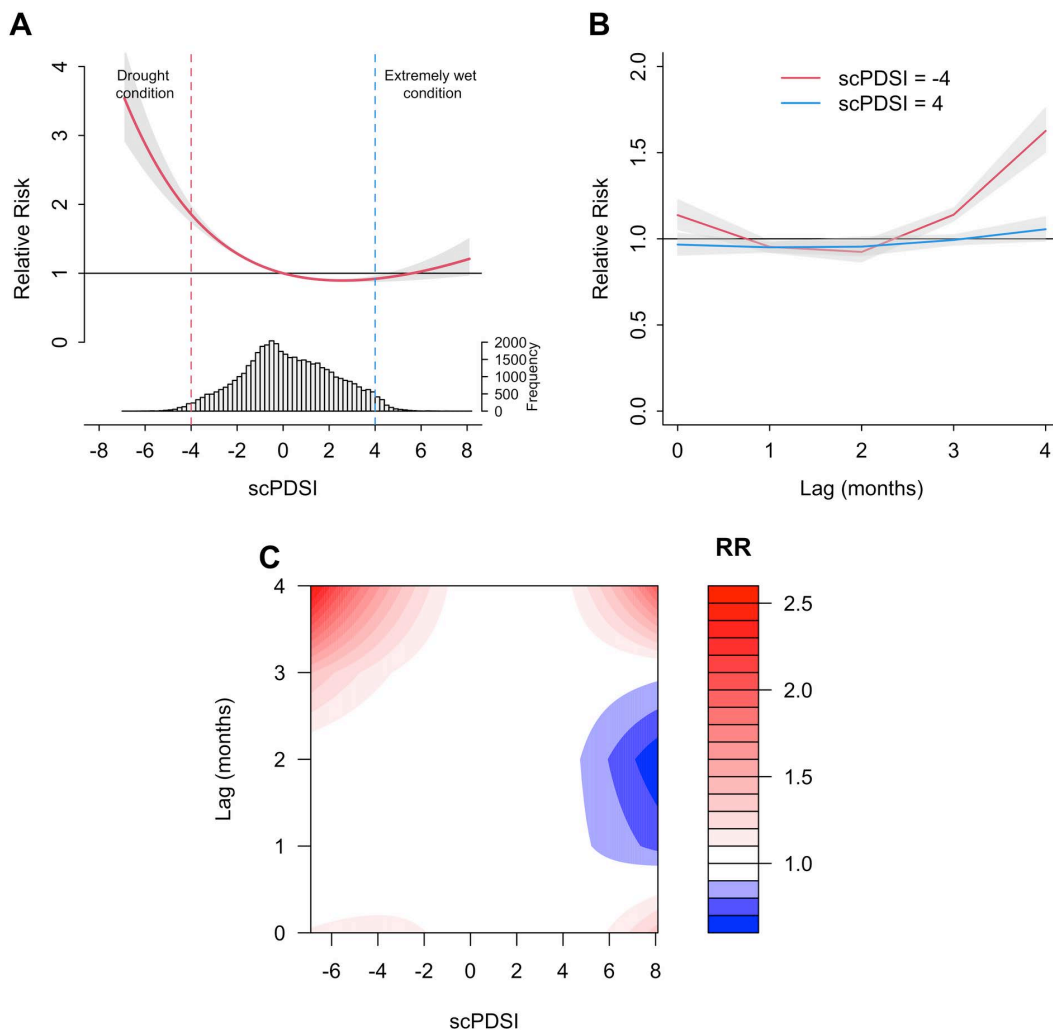 A
Drought
condition
Extremely wet
condition
4
3
2
1
0
Relative Risk
2000
1500
1000
500
0
Frequency
-8 -6 -4 -2 0 2 4 6 8
scPDSI
B
scPDSI = -4
scPDSI = 4
2.0
1.5
1.0
0.5
0.0
Relative Risk
0 1 2 3 4
Lag (months)
C
4
3
2
1
0
Lag (months)
-6 -4 -2 0 2 4 6 8
scPDSI
RR
2.5
2.0
1.5
1.0